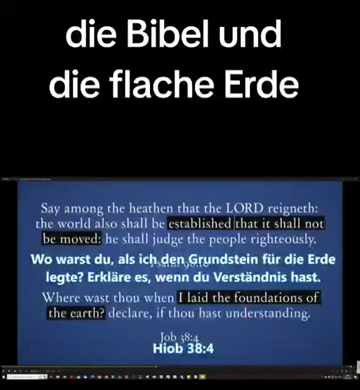 die Bibel und
die flache Erde
Say among the heathen that the LORD reigneth:
the world also shall be established that it shall not
be moved: he shall judge the people righteously.
Wo warst du, als ich den Grundstein für die Erde
legte? Erkläre es, wenn du Verständnis hast.
Where wast thou when I laid the foundations of
the earth? declare, if thou hast understanding.
Job 38:4
Hiob 38:4